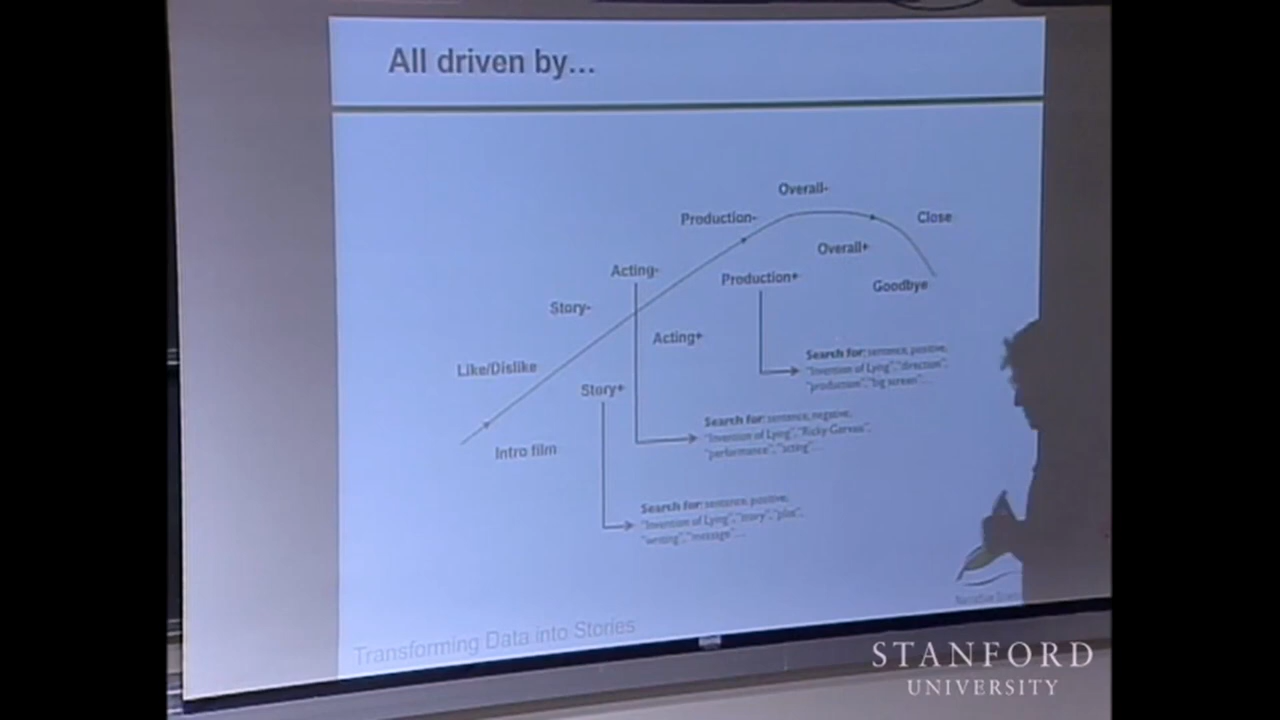 All driven by...
Overall-
Production-
Close
Overall+
Acting-
Production+
Goodbye
Story-
Acting+
Like/Dislike
Search for: sentence, positive,
"Invention of Lying", "direction",
"production", "big screen"...
Story+
Search for: sentence, negative,
"Invention of Lying", "Ricky Gervais",
"performance", "acting"...
Intro film
Search for: sentence, positive,
"Invention of Lying", "story", "plot",
"writing", "message"...
Narrative
Transforming Data into Stories
STANFORD
UNIVERSITY